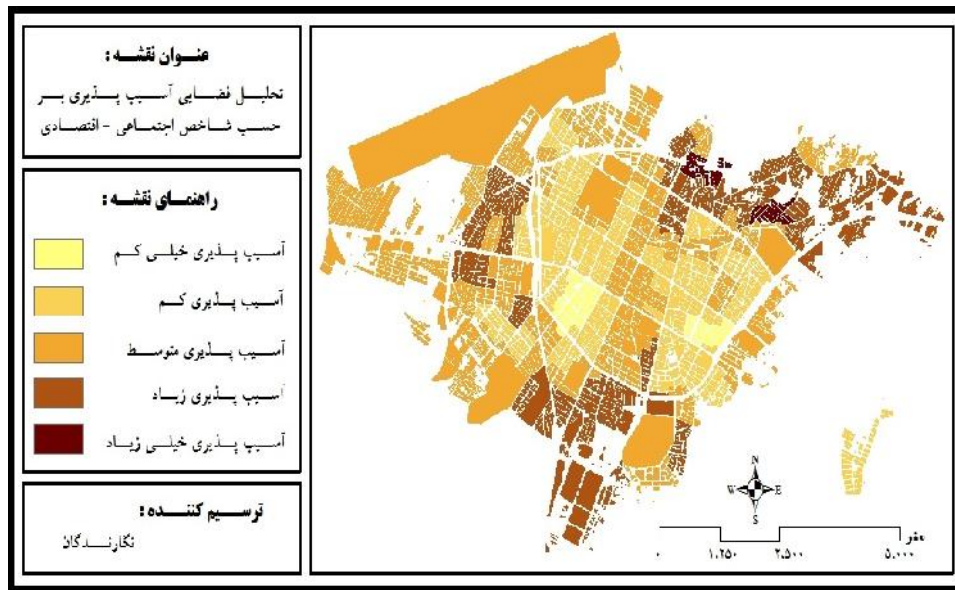 عنوان نقشه :
تحلیل فضایی آسیب پذیری بر
حسب شاخص اجتماعی - اقتصادی
راهنمای نقشه :
آسیب پذیری خیلی کم
آسیب پذیری کم
آسیب پذیری متوسط
آسیب پذیری زیاد
آسیب پذیری خیلی زیاد
ترسیم کننده :
نگارندگان
N
W E
S
متر
۰ ۱,۲۵۰ ۲,۵۰۰ ۵,۰۰۰